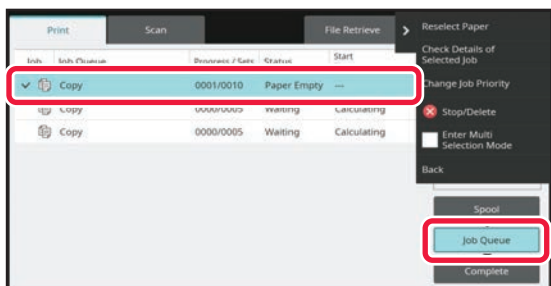 Print
Scan
File Retrieve
Job
Job Queue
Progress / Sets
Status
Start
Copy
0001/0010
Paper Empty
---
Copy
0000/0005
Waiting
Calculating
Copy
0000/0005
Waiting
Calculating
Reselect Paper
Check Details of
Selected Job
Change Job Priority
Stop/Delete
Enter Multi
Selection Mode
Back
Spool
Job Queue
Complete